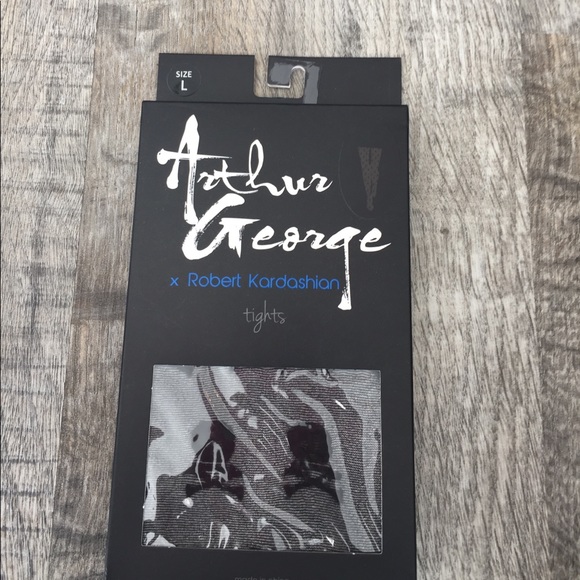 SIZE
L
Arthur
George
x Robert Kardashian
tights